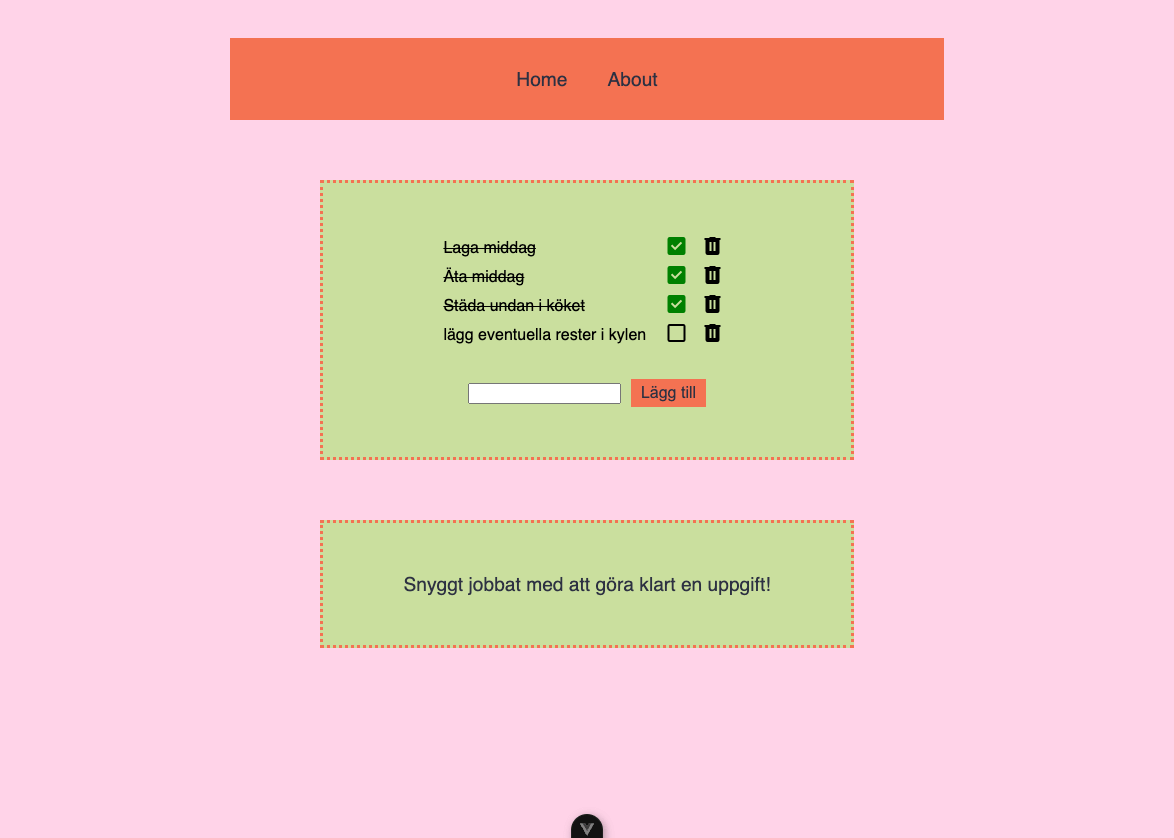 Home About
Laga middag
Äta middag
Städa undan i köket
lägg eventuella rester i kylen
Lägg till
Snyggt jobbat med att göra klart en uppgift!